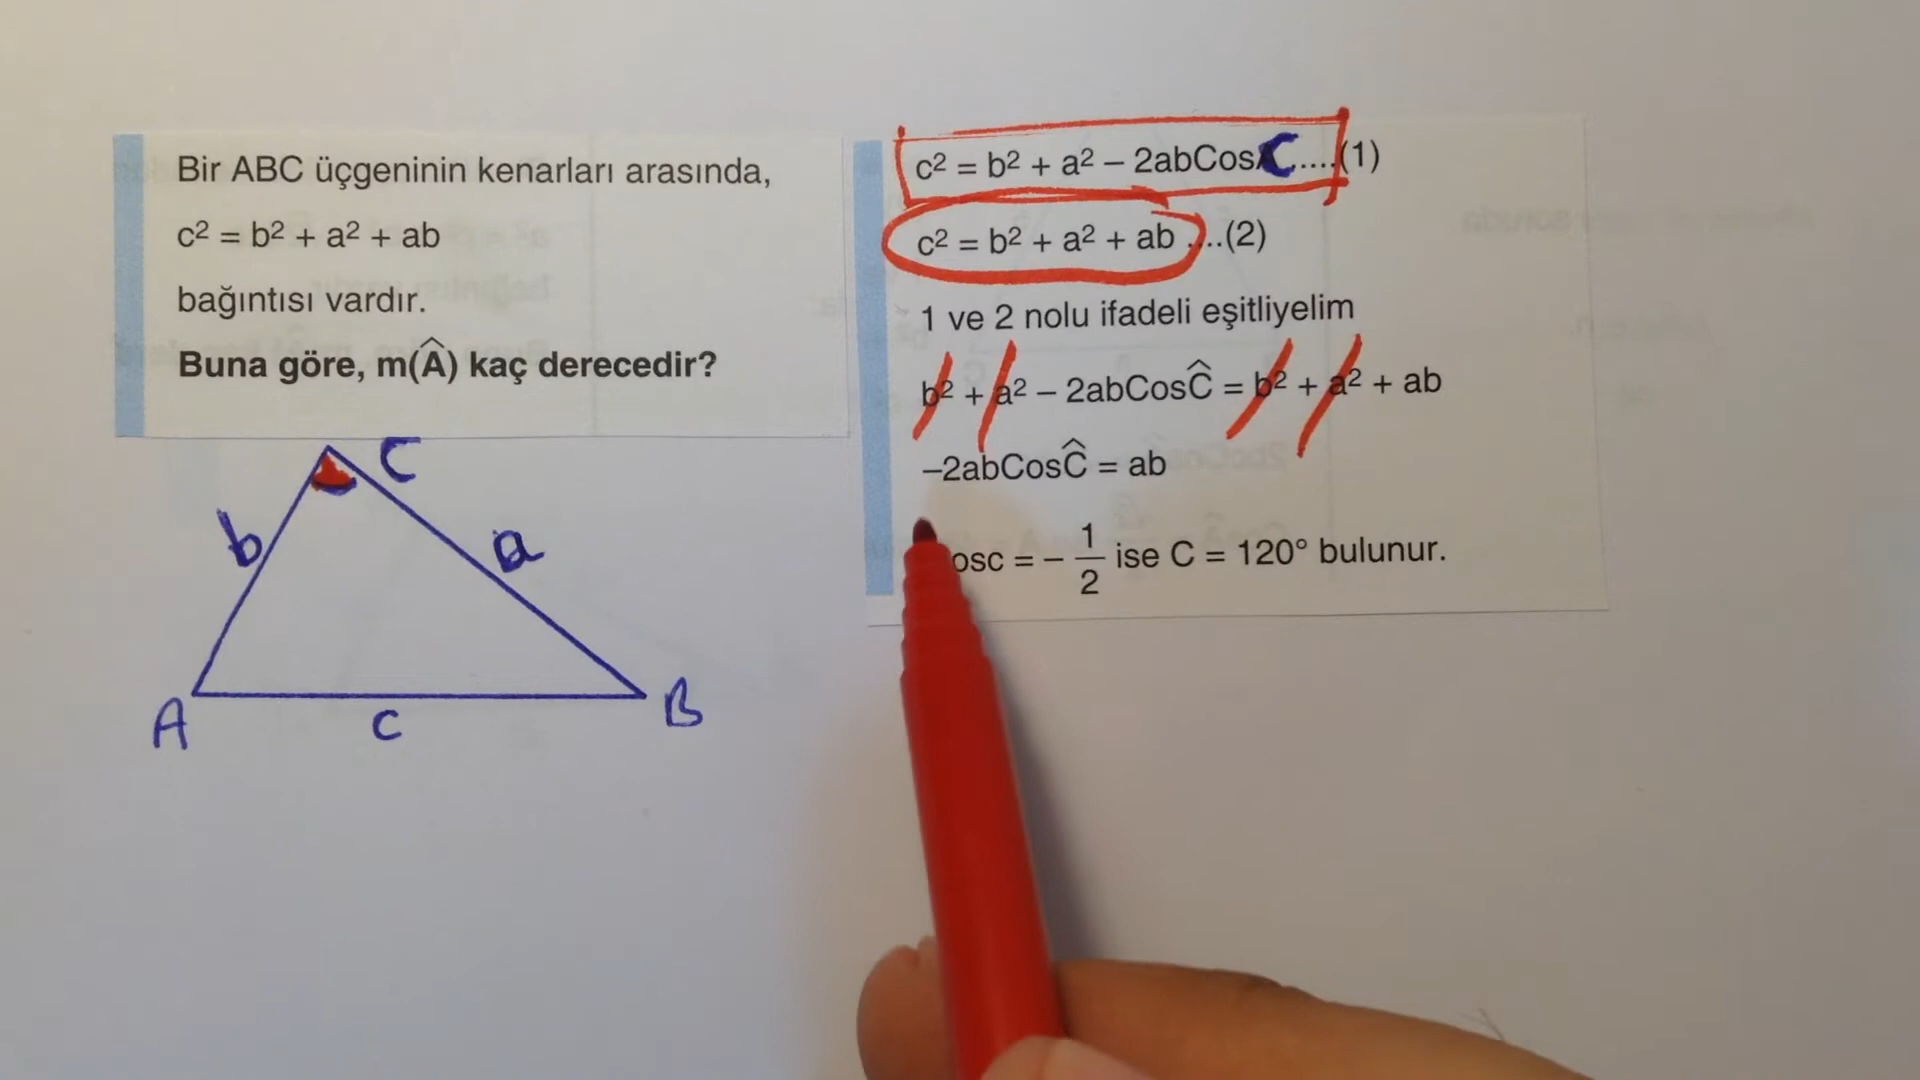 Bir ABC üçgeninin kenarları arasında,
c² = b² + a² + ab
bağıntısı vardır.
Buna göre, m(Â) kaç derecedir?
C
b
a
A
c
B
c² = b² + a² – 2abCosC....(1)
c² = b² + a² + ab ....(2)
1 ve 2 nolu ifadeli eşitliyelim
b² + a² – 2abCosĈ = b² + a² + ab
–2abCosĈ = ab
osc = – 1/2 ise C = 120° bulunur.